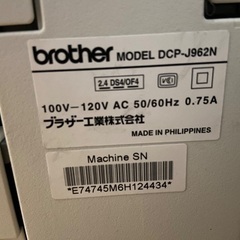 brother MODEL DCP-J962N
2.4 DS4/OF4
100V-120V AC 50/60Hz 0.75A
ブラザー工業株式会社
MADE IN PHILIPPINES
Machine SN
*E74745M6H124434*